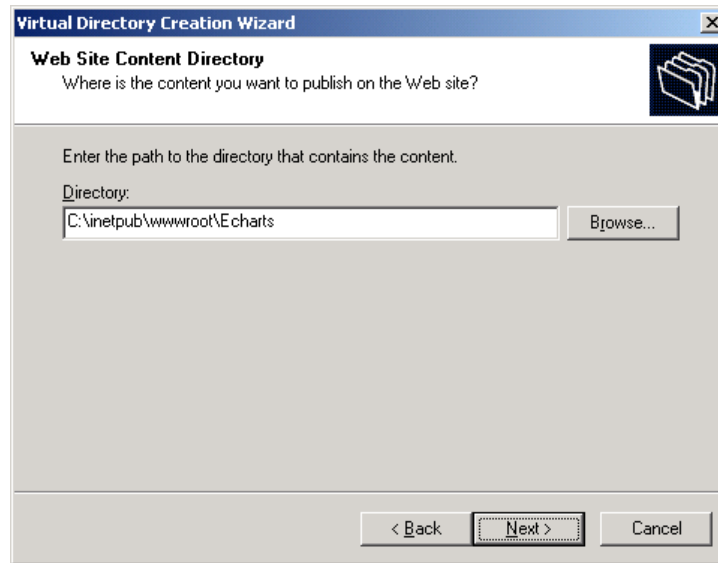 Virtual Directory Creation Wizard
Web Site Content Directory
Where is the content you want to publish on the Web site?
Enter the path to the directory that contains the content.
Directory:
C:\inetpub\wwwroot\Echarts
Browse...
< Back
Next >
Cancel